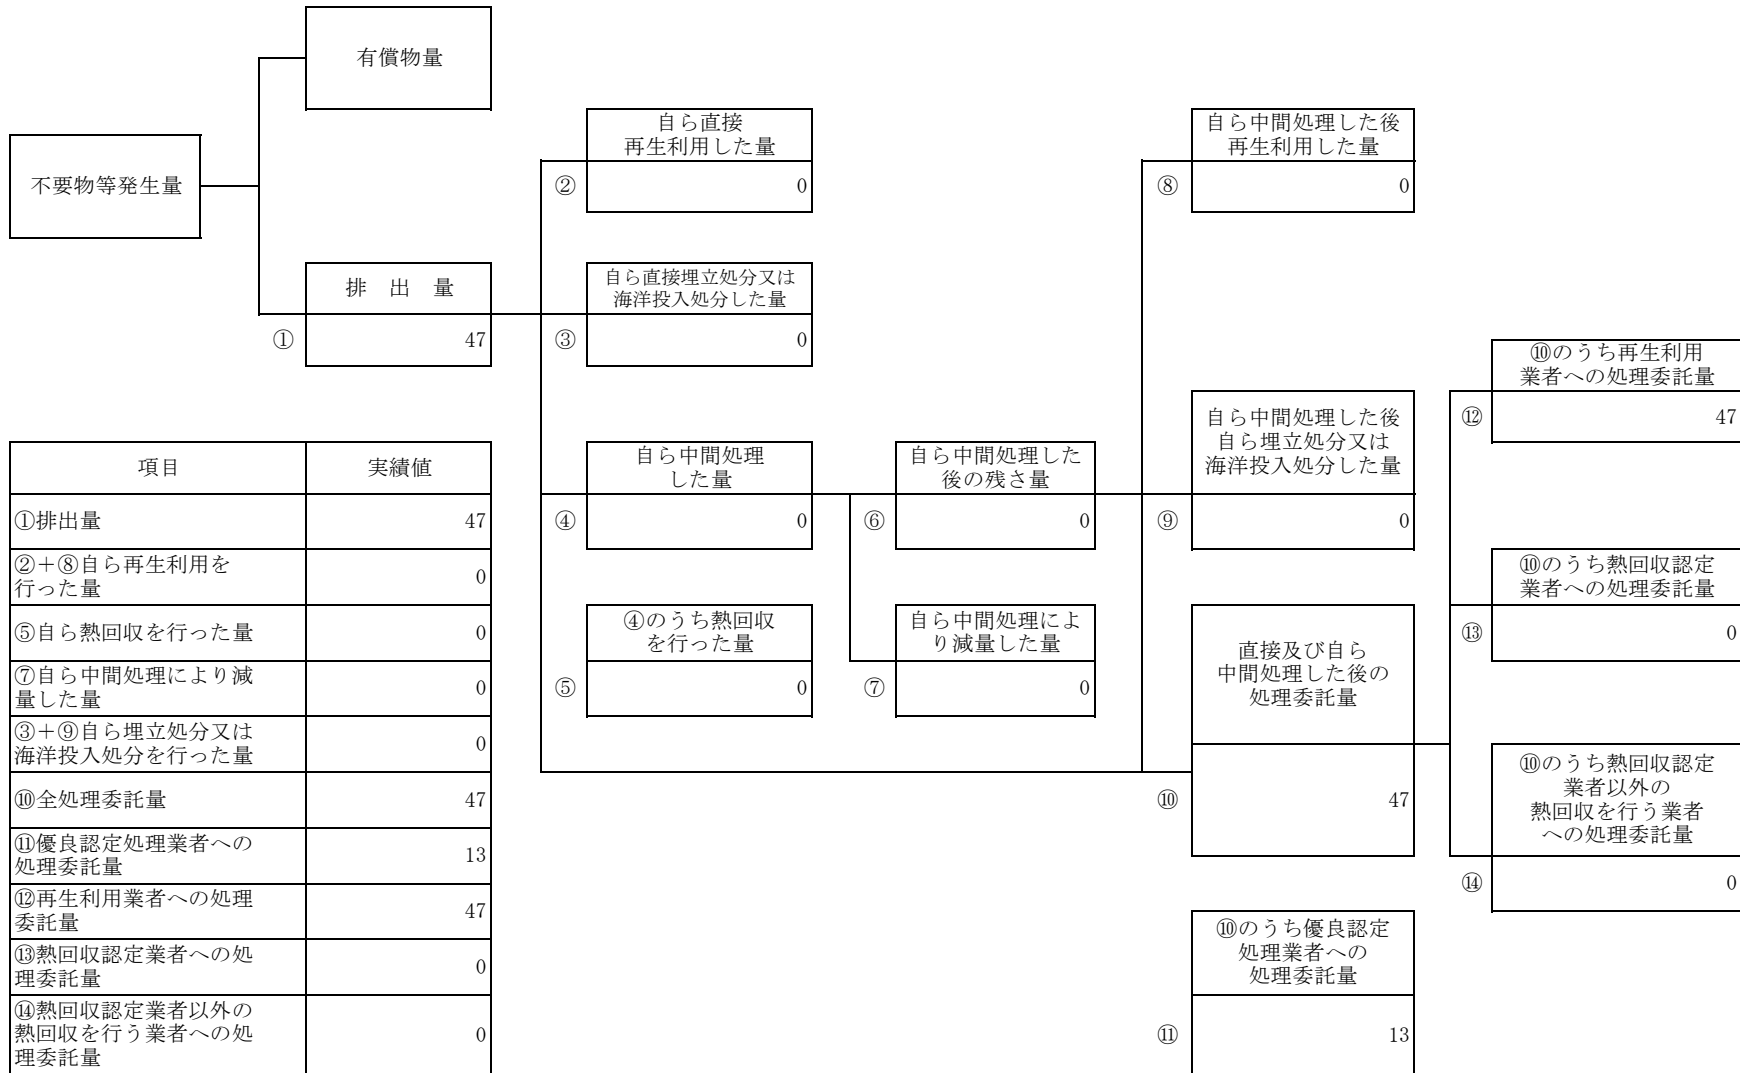 有償物量
不要物等発生量
排 出 量
①
47
自ら直接
再生利用した量
②
0
自ら直接埋立処分又は
海洋投入処分した量
③
0
自ら中間処理
した量
④
0
④のうち熱回収
を行った量
⑤
0
自ら中間処理した
後の残さ量
⑥
0
自ら中間処理によ
り減量した量
⑦
0
自ら中間処理した後
再生利用した量
⑧
0
自ら中間処理した後
自ら埋立処分又は
海洋投入処分した量
⑨
0
直接及び自ら
中間処理した後の
処理委託量
⑩
47
⑩のうち優良認定
処理業者への
処理委託量
⑪
13
⑩のうち再生利用
業者への処理委託量
⑫
47
⑩のうち熱回収認定
業者への処理委託量
⑬
0
⑩のうち熱回収認定
業者以外の
熱回収を行う業者
への処理委託量
⑭
0
項目 実績値
①排出量 47
②＋⑧自ら再生利用を
行った量 0
⑤自ら熱回収を行った量 0
⑦自ら中間処理により減
量した量 0
③＋⑨自ら埋立処分又は
海洋投入処分を行った量 0
⑩全処理委託量 47
⑪優良認定処理業者への
処理委託量 13
⑫再生利用業者への処理
委託量 47
⑬熱回収認定業者への処
理委託量 0
⑭熱回収認定業者以外の
熱回収を行う業者への処
理委託量 0